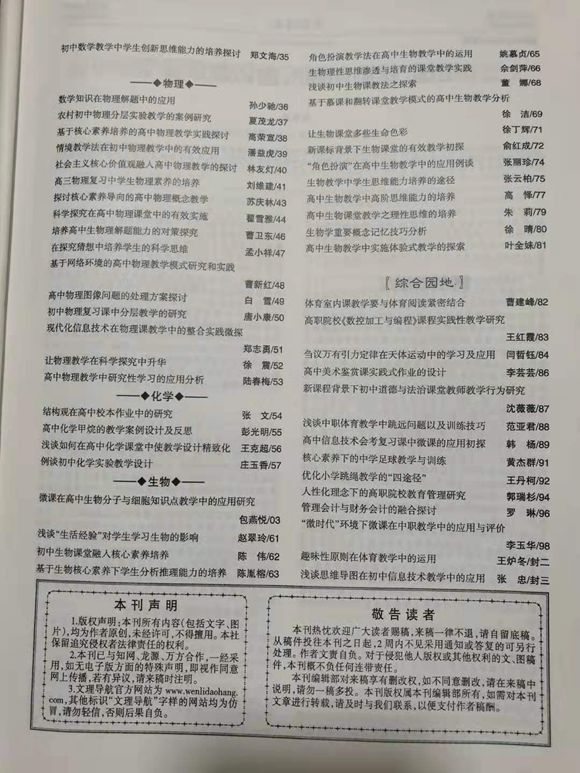 初中数学教学中学生创新思维能力的培养探讨 郑文海/35
◆物理◆
数学知识在物理解题中的应用 孙少驰/36
农村初中物理分层实验教学的案例研究 夏茂龙/37
基于核心素养培养的高中物理教学实践探讨 高荣宣/38
情境教学法在初中物理教学中的有效应用 潘益虎/39
社会主义核心价值观融入高中物理教学的探讨 林友灯/40
高三物理复习中学生物理素养的培养 刘维建/41
探讨核心素养导向的高中物理概念教学 苏庆林/43
科学探究在高中物理课堂中的有效实施 翟雪雅/44
培养高中生物理解题能力的对策探究 曹卫东/46
在探究猜想中培养学生的科学思维 孟小祥/47
基于网络环境的高中物理教学模式研究和实践
曹新红/48
高中物理图像问题的处理方案探讨 白 雪/49
初中物理复习课中分层教学的研究 唐小康/50
现代化信息技术在物理课教学中的整合实践微探
郑志勇/51
让物理教学在科学探究中升华 徐 震/52
高中物理教学中研究性学习的应用分析 陆春梅/53
◆化学◆
结构观在高中校本作业中的研究 张 文/54
高中化学甲烷的教学案例设计及反思 彭光明/55
浅谈如何在高中化学课堂中使教学设计精致化 王克超/56
例谈初中化学实验教学设计 庄玉香/57
◆生物◆
微课在高中生物分子与细胞知识点教学中的应用研究
包燕悦/03
浅谈“生活经验”对学生学习生物的影响 赵翠玲/61
初中生物课堂融入核心素养培养 陈 伟/62
基于生物核心素养下学生分析推理能力的培养 陈胤榕/63
角色扮演教学法在高中生物教学中的运用 姚慕贞/65
生物理性思维渗透与培育的课堂教学实践 佘剑萍/66
浅谈初中生物课教法之探索 董 娜/68
基于慕课和翻转课堂教学模式的高中生物教学分析
徐 洁/69
让生物课堂多些生命色彩 徐丁辉/71
新课标背景下生物课堂的有效教学初探 俞红成/72
“角色扮演”在高中生物教学中的应用例谈 张丽珍/74
生物教学中学生思维能力培养的途径 张云柏/75
高中生物教学中高阶思维能力的培养 高 怿/77
高中生物课堂教学之理性思维的培养 朱 莉/79
生物学重要概念记忆技巧分析 徐 晴/80
高中生物教学中实施体验式教学的探索 叶全妹/81
〖综合园地〗
体育室内课教学要与体育阅读紧密结合 曹建峰/82
高职院校《数控加工与编程》课程实践性教学研究
王红霞/83
刍议万有引力定律在天体运动中的学习及应用 闫哲钰/84
高中美术鉴赏课实践式作业的设计 李芸芸/86
新课程背景下初中道德与法治课堂教师教学行为研究
沈薇薇/87
浅谈中职体育教学中跳远问题以及训练技巧 范亚君/88
高中信息技术会考复习课中微课的应用初探 韩 杨/89
核心素养下的中学足球教学与训练 黄杰群/91
优化小学跳绳教学的“四途径” 王丹柯/92
人性化理念下的高职院校教育管理研究 郭瑞杉/94
管理会计与财务会计的融合探讨 罗 琳/96
“微时代”环境下微课在中职教学中的应用与评价
李玉华/98
趣味性原则在体育教学中的运用 王炉冬/封二
浅谈思维导图在初中信息技术教学中的应用 张 忠/封三
本刊声明
1.版权声明:本刊所有内容(包括文字、图
片),均为作者原创,未经许可,不得擅用。本社
保留追究侵权者法律责任的权利。
2.本刊已与知网、龙源、万方合作,一经采
用,如无电子版方面的特殊声明,即视作同意
网上传播,若有异议,请来稿时注明。
3.文理导航官方网站为 www.wenlidaohang.
com,其他标识“文理导航”字样的网站均为仿
冒,请勿轻信,否则后果自负。
敬告读者
本刊热忱欢迎广大读者赐稿,来稿一律不退,请自留底稿。
从稿件投往本刊之日起,2周内不见采用通知或答复的可另行
处理。作者文责自负。对于侵犯他人版权或其他权利的文、图稿
件,本刊概不负任何连带责任。
本刊编辑部对来稿享有删改权,如不同意删改,请在来稿中
说明,请勿一稿多投。本刊版权属本刊编辑部所有,如需对本刊
文章进行转载,请及时与我们联系,以便支付作者稿酬。